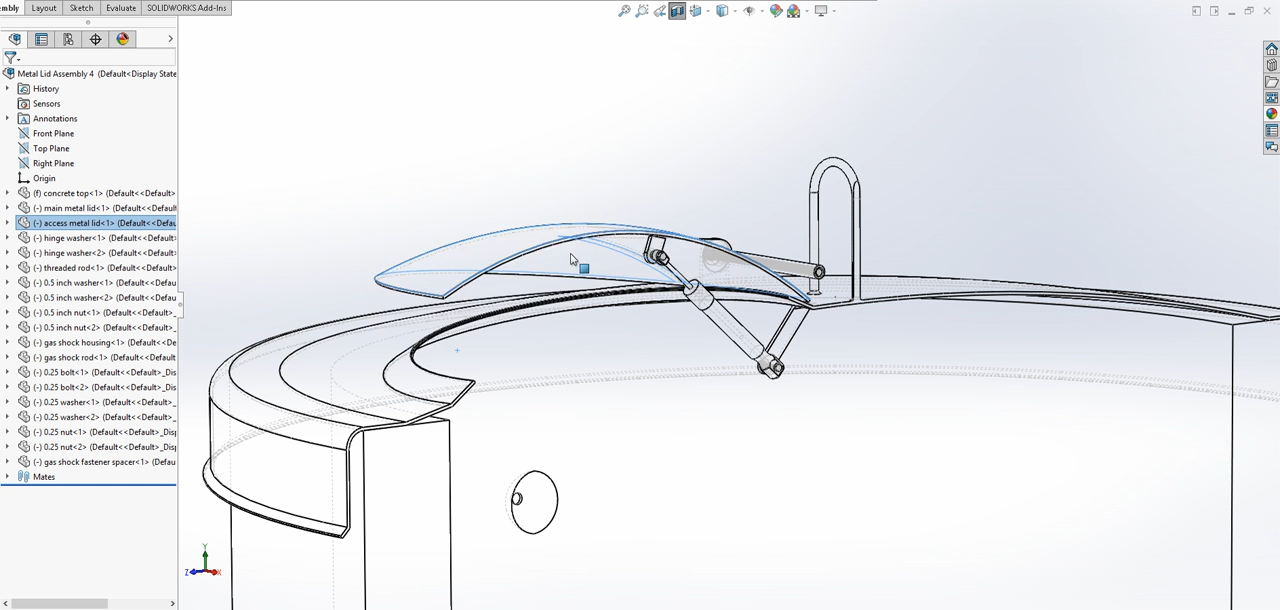 mbly Layout Sketch Evaluate SOLIDWORKS Add-Ins
Metal Lid Assembly 4 (Default<Display State
History
Sensors
Annotations
Front Plane
Top Plane
Right Plane
Origin
(f) concrete top<1> (Default<<Default>
(-) main metal lid<1> (Default<<Default
(-) access metal lid<1> (Default<<Defau
(-) hinge washer<1> (Default<<Default>
(-) hinge washer<2> (Default<<Default>
(-) threaded rod<1> (Default<<Default>
(-) 0.5 inch washer<1> (Default<<Defau
(-) 0.5 inch washer<2> (Default<<Defau
(-) 0.5 inch nut<1> (Default<<Default>_
(-) 0.5 inch nut<2> (Default<<Default>_
(-) gas shock housing<1> (Default<<De
(-) gas shock rod<1> (Default<<Default
(-) 0.25 bolt<1> (Default<<Default>_Dis
(-) 0.25 bolt<2> (Default<<Default>_Dis
(-) 0.25 washer<1> (Default<<Default>_
(-) 0.25 washer<2> (Default<<Default>_
(-) 0.25 nut<1> (Default<<Default>_Disp
(-) 0.25 nut<2> (Default<<Default>_Disp
(-) gas shock fastener spacer<1> (Defau
Mates
Y
Z X